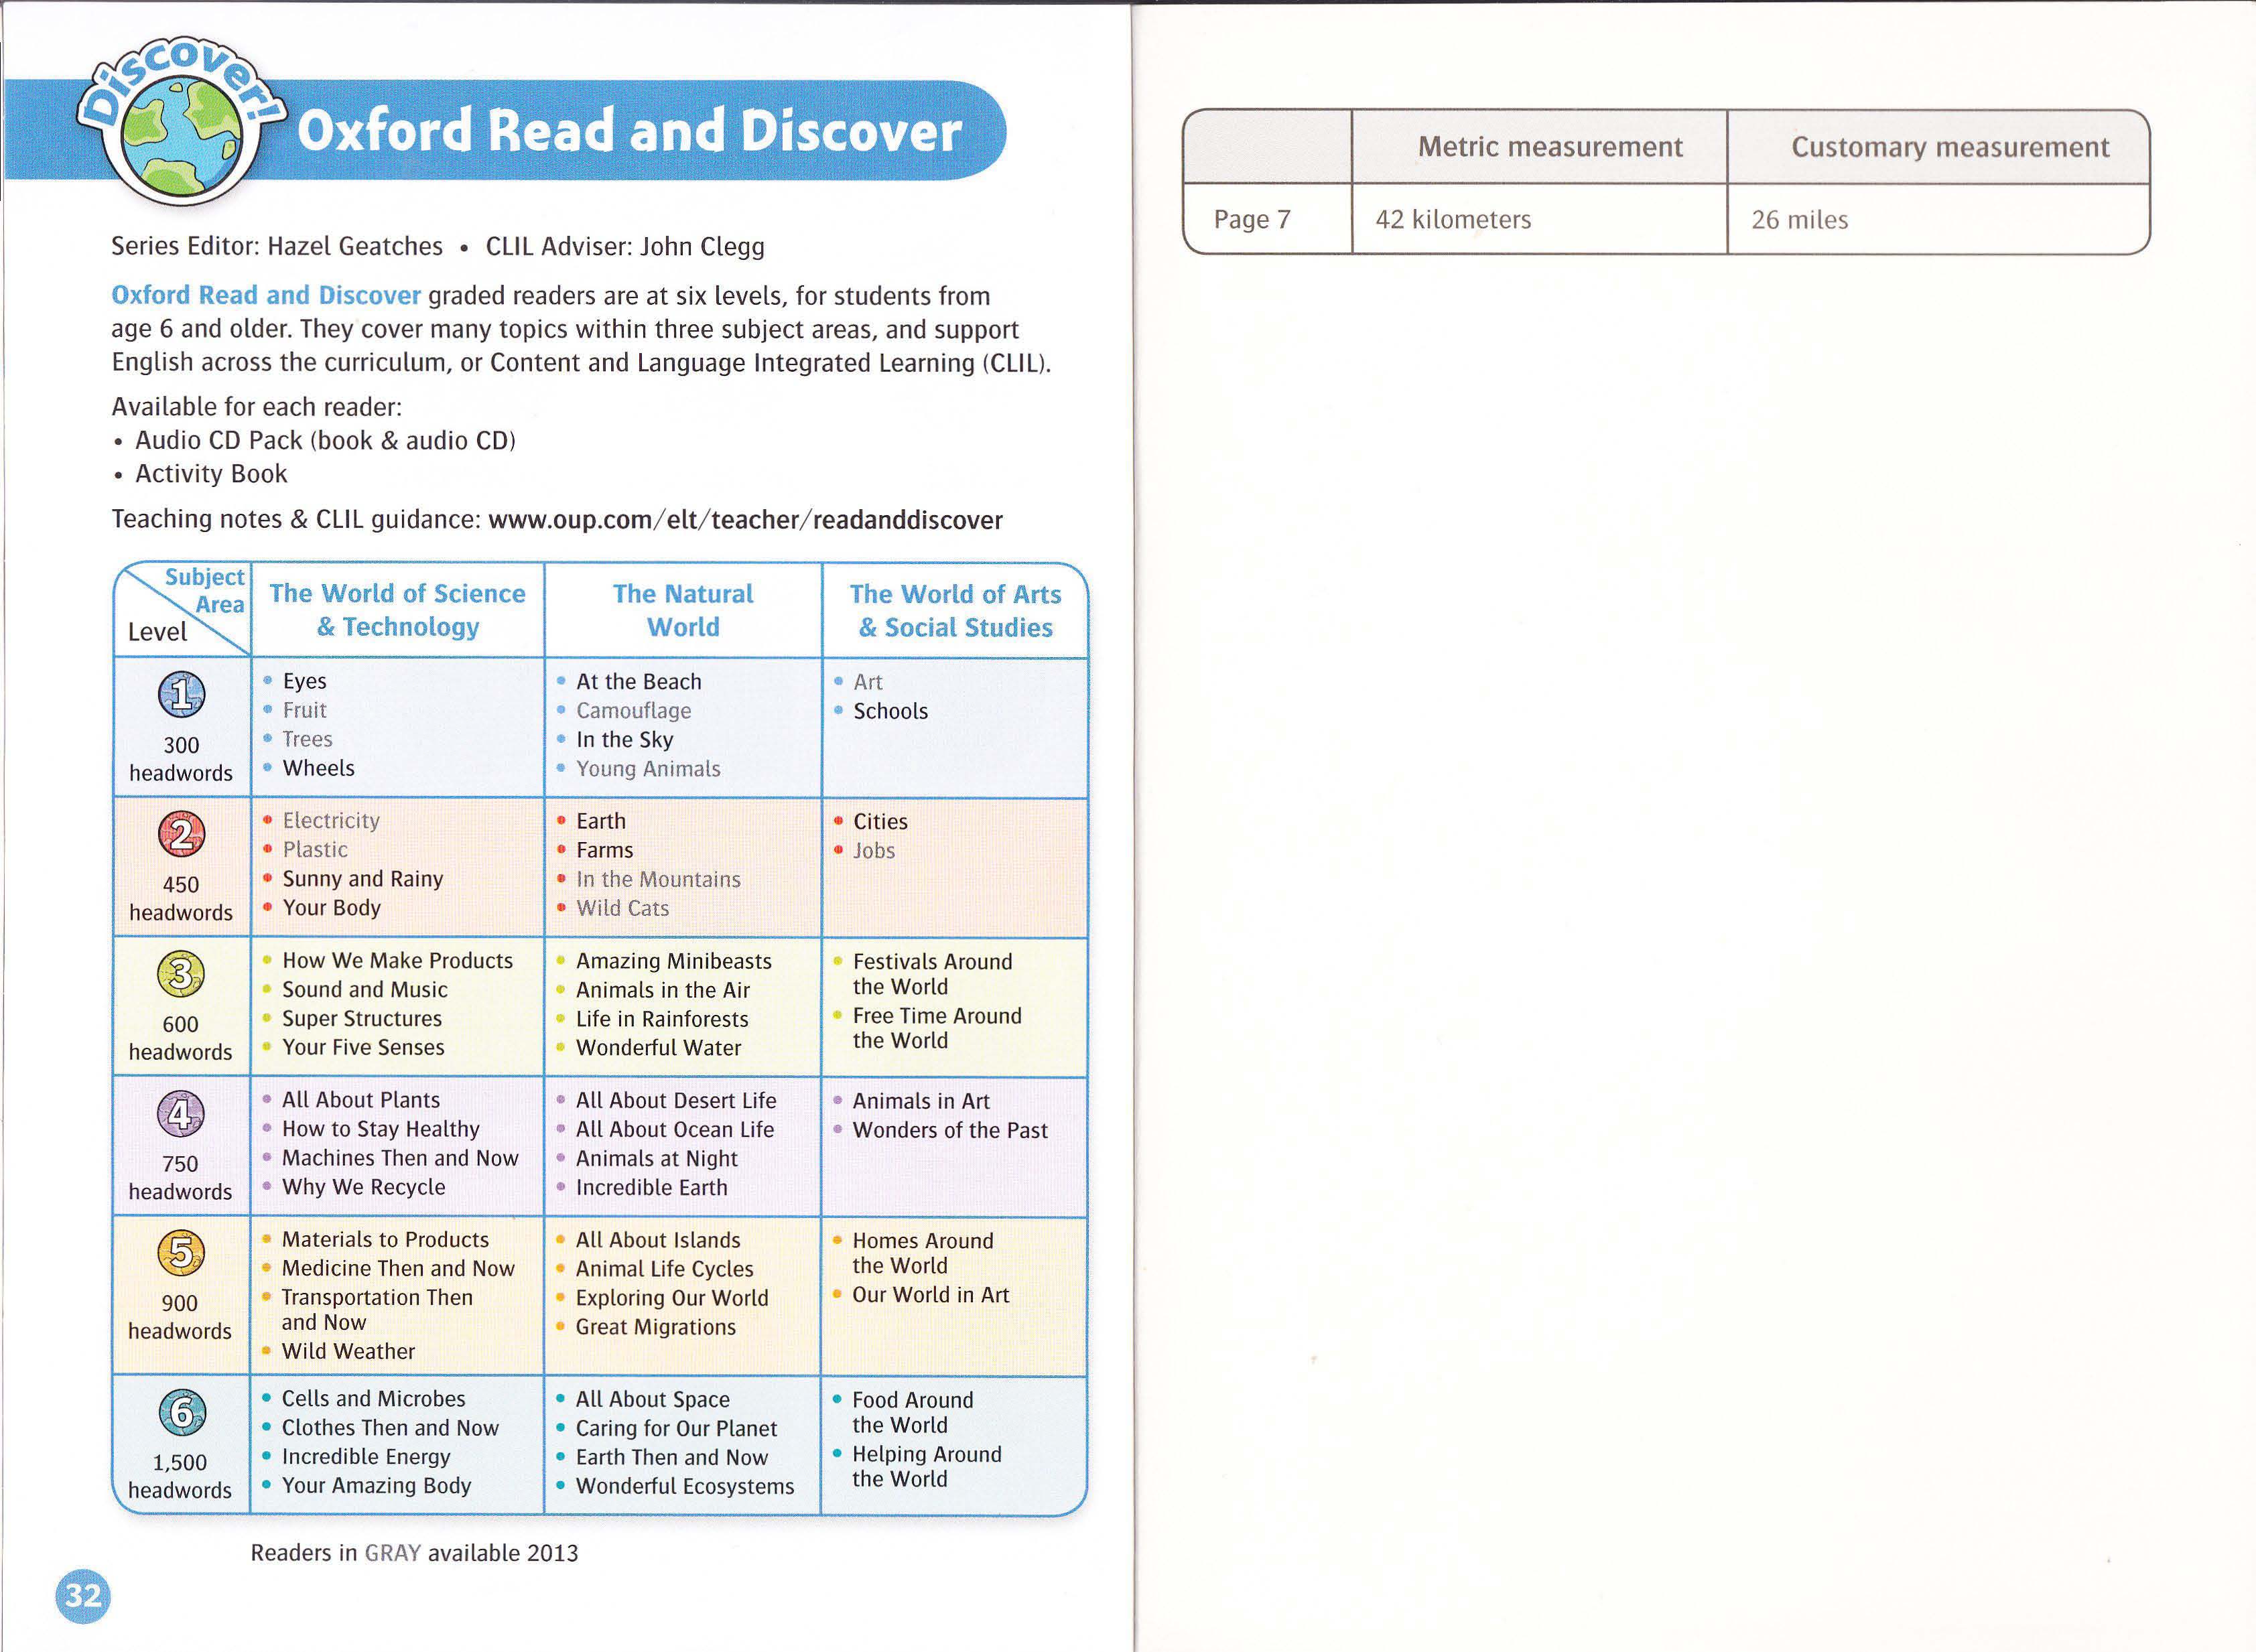 Discover!
Oxford Read and Discover
Series Editor: Hazel Geatches • CLIL Adviser: John Clegg
Oxford Read and Discover graded readers are at six levels, for students from
age 6 and older. They cover many topics within three subject areas, and support
English across the curriculum, or Content and Language Integrated Learning (CLIL).
Available for each reader:
• Audio CD Pack (book & audio CD)
• Activity Book
Teaching notes & CLIL guidance: www.oup.com/elt/teacher/readanddiscover
Subject
Area
Level
The World of Science
& Technology
The Natural
World
The World of Arts
& Social Studies
1
300
headwords
• Eyes
• Fruit
• Trees
• Wheels
• At the Beach
• Camouflage
• In the Sky
• Young Animals
• Art
• Schools
2
450
headwords
• Electricity
• Plastic
• Sunny and Rainy
• Your Body
• Earth
• Farms
• In the Mountains
• Wild Cats
• Cities
• Jobs
3
600
headwords
• How We Make Products
• Sound and Music
• Super Structures
• Your Five Senses
• Amazing Minibeasts
• Animals in the Air
• Life in Rainforests
• Wonderful Water
• Festivals Around
the World
• Free Time Around
the World
4
750
headwords
• All About Plants
• How to Stay Healthy
• Machines Then and Now
• Why We Recycle
• All About Desert Life
• All About Ocean Life
• Animals at Night
• Incredible Earth
• Animals in Art
• Wonders of the Past
5
900
headwords
• Materials to Products
• Medicine Then and Now
• Transportation Then
and Now
• Wild Weather
• All About Islands
• Animal Life Cycles
• Exploring Our World
• Great Migrations
• Homes Around
the World
• Our World in Art
6
1,500
headwords
• Cells and Microbes
• Clothes Then and Now
• Incredible Energy
• Your Amazing Body
• All About Space
• Caring for Our Planet
• Earth Then and Now
• Wonderful Ecosystems
• Food Around
the World
• Helping Around
the World
Readers in GRAY available 2013
32
Metric measurement
Customary measurement
Page 7
42 kilometers
26 miles